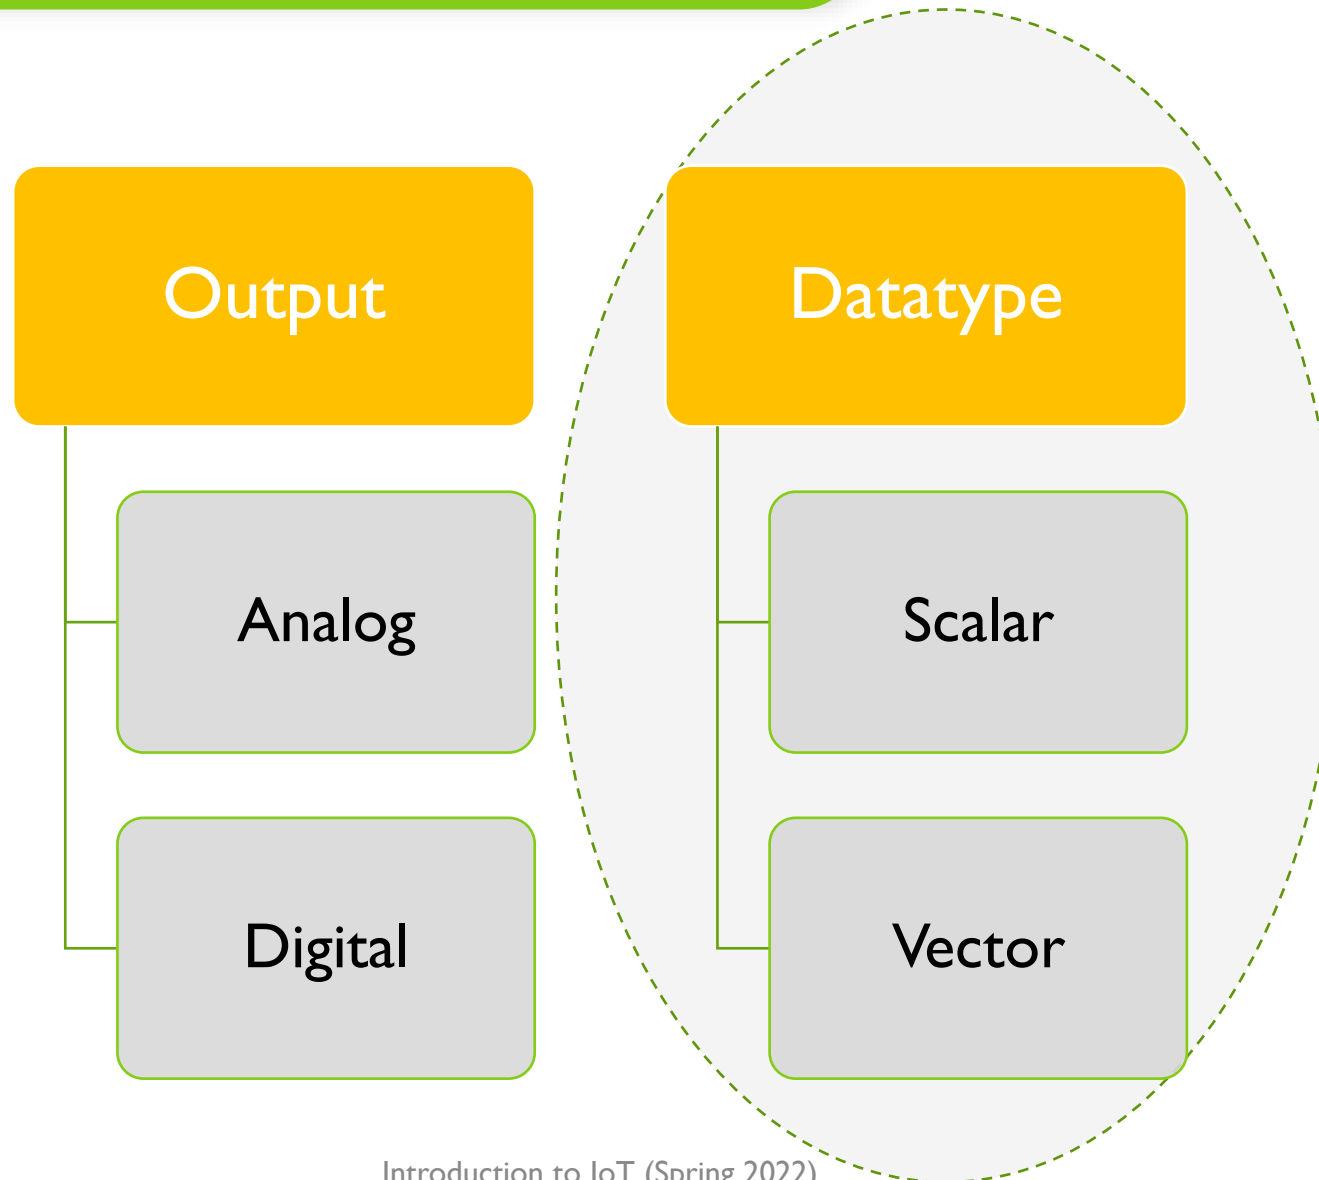 Output
Analog
Digital
Datatype
Scalar
Vector
Introduction to IoT (Spring 2022)